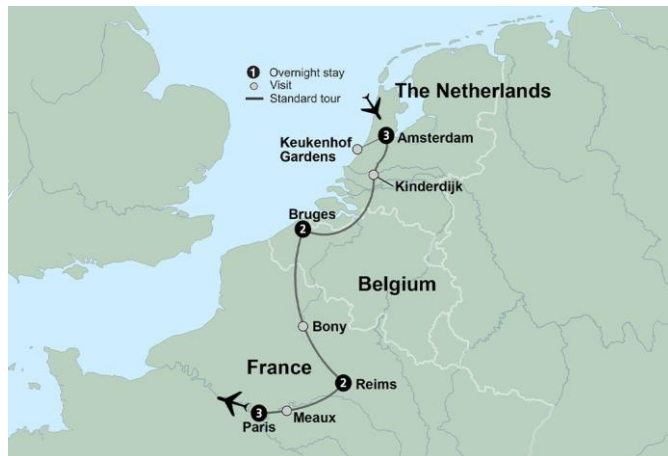 1 Overnight stay
Visit
Standard tour
The Netherlands
3 Amsterdam
Keukenhof
Gardens
Kinderdijk
Bruges
2
Belgium
Bony
France
2 Reims
3
Paris
Meaux